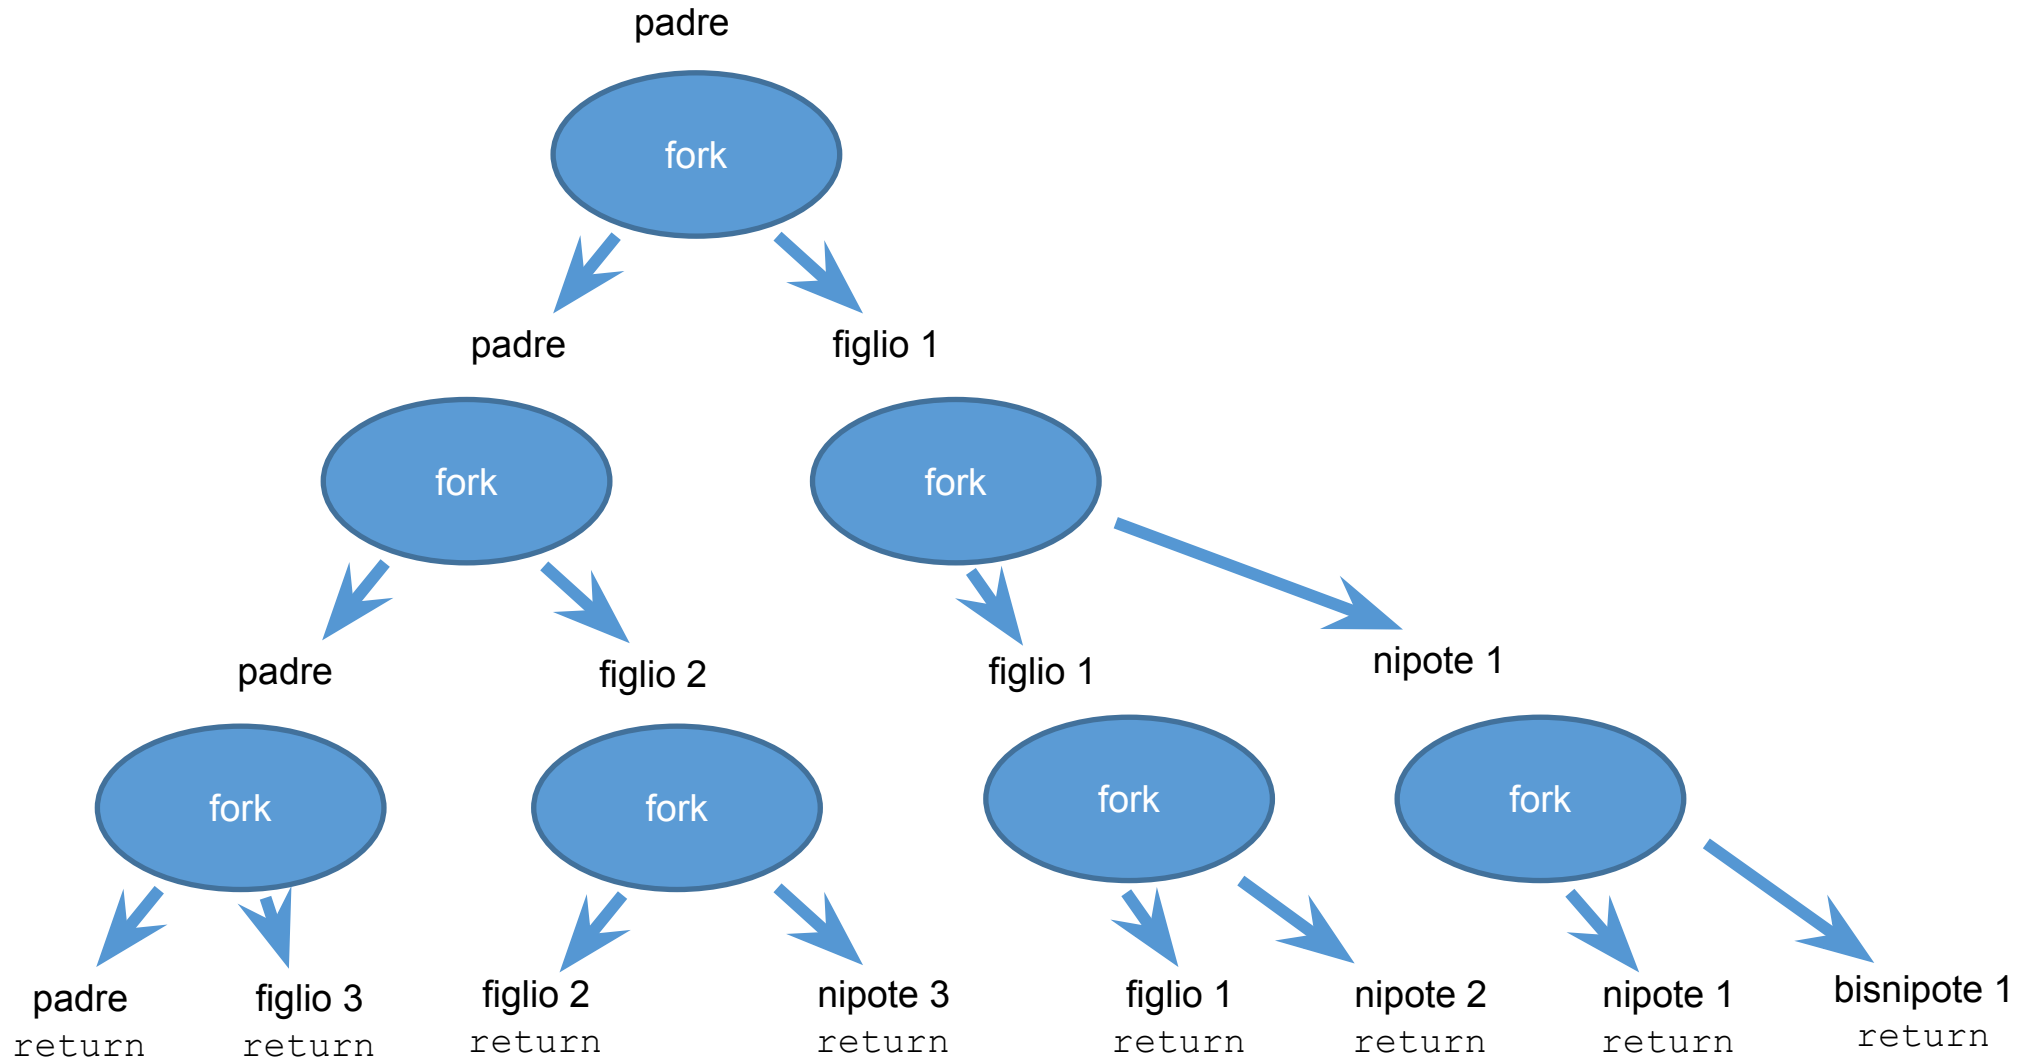 padre
fork
padre
figlio 1
fork
fork
padre
figlio 2
figlio 1
nipote 1
fork
fork
fork
fork
padre
return
figlio 3
return
figlio 2
return
nipote 3
return
figlio 1
return
nipote 2
return
nipote 1
return
bisnipote 1
return